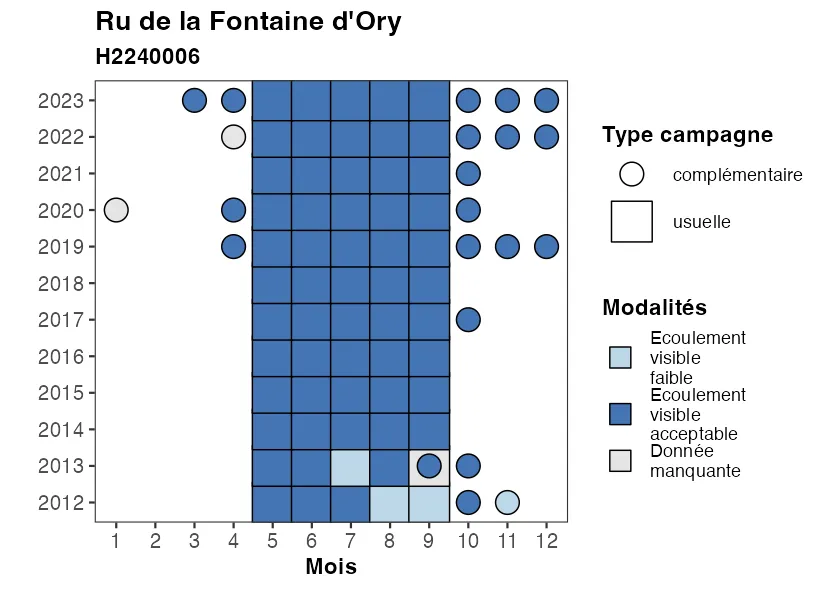 Ru de la Fontaine d'Ory
H2240006
2023
2022
2021
2020
2019
2018
2017
2016
2015
2014
2013
2012
1 2 3 4 5 6 7 8 9 10 11 12
Mois
Type campagne
complémentaire
usuelle
Modalités
Ecoulement
visible
faible
Ecoulement
visible
acceptable
Donnée
manquante